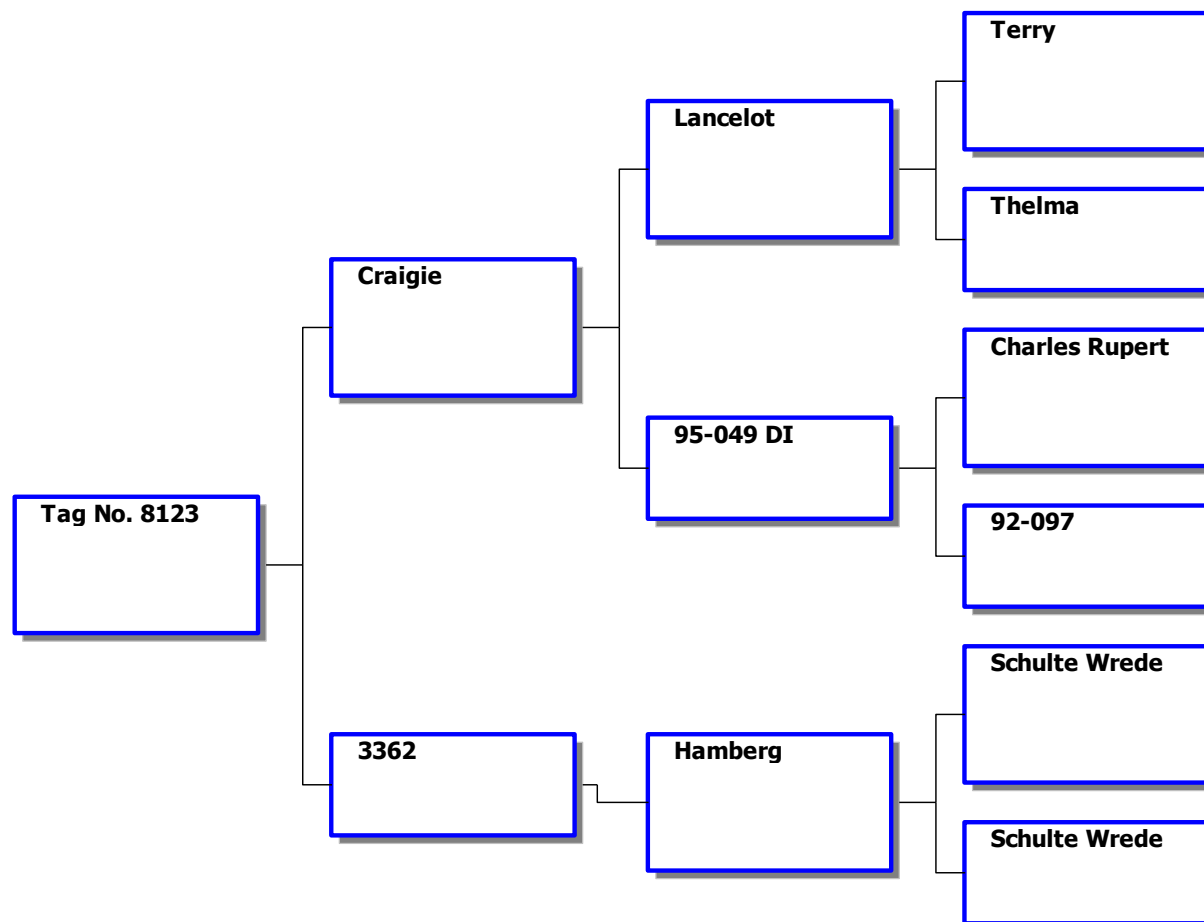 Terry
Lancelot
Thelma
Craigie
Charles Rupert
95-049 DI
Tag No. 8123
92-097
Schulte Wrede
3362
Hamberg
Schulte Wrede